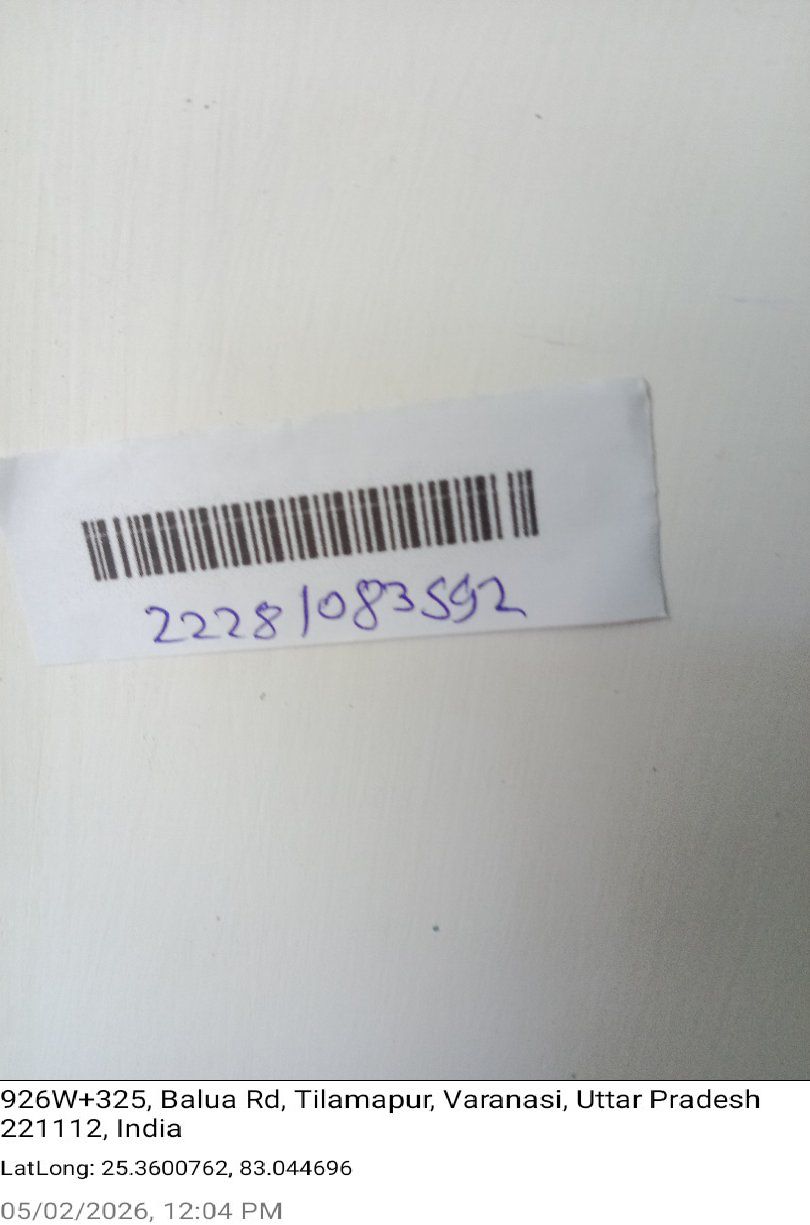 22281083592
926W+325, Balua Rd, Tilamapur, Varanasi, Uttar Pradesh
221112, India
LatLong: 25.3600762, 83.044696
05/02/2026, 12:04 PM